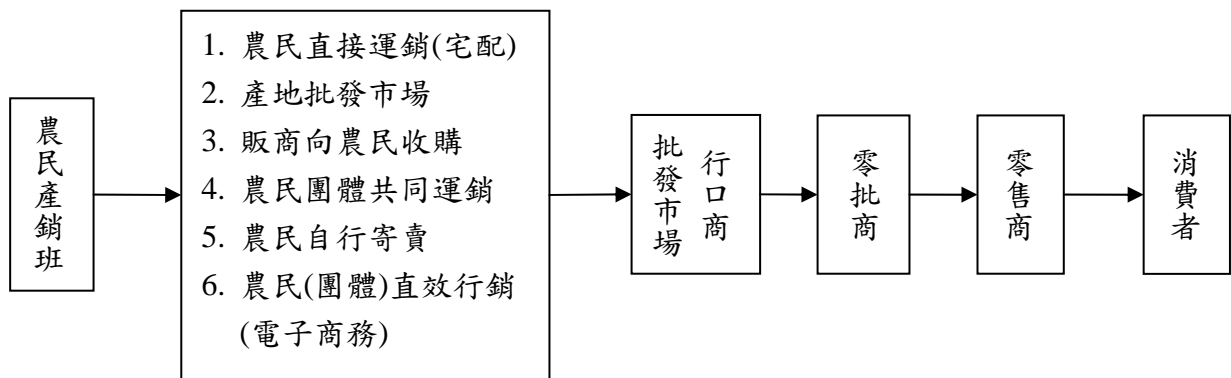 農民產銷班
1. 農民直接運銷(宅配)
2. 產地批發市場
3. 販商向農民收購
4. 農民團體共同運銷
5. 農民自行寄賣
6. 農民(團體)直效行銷
(電子商務)
行口商
批發市場
零批商
零售商
消費者